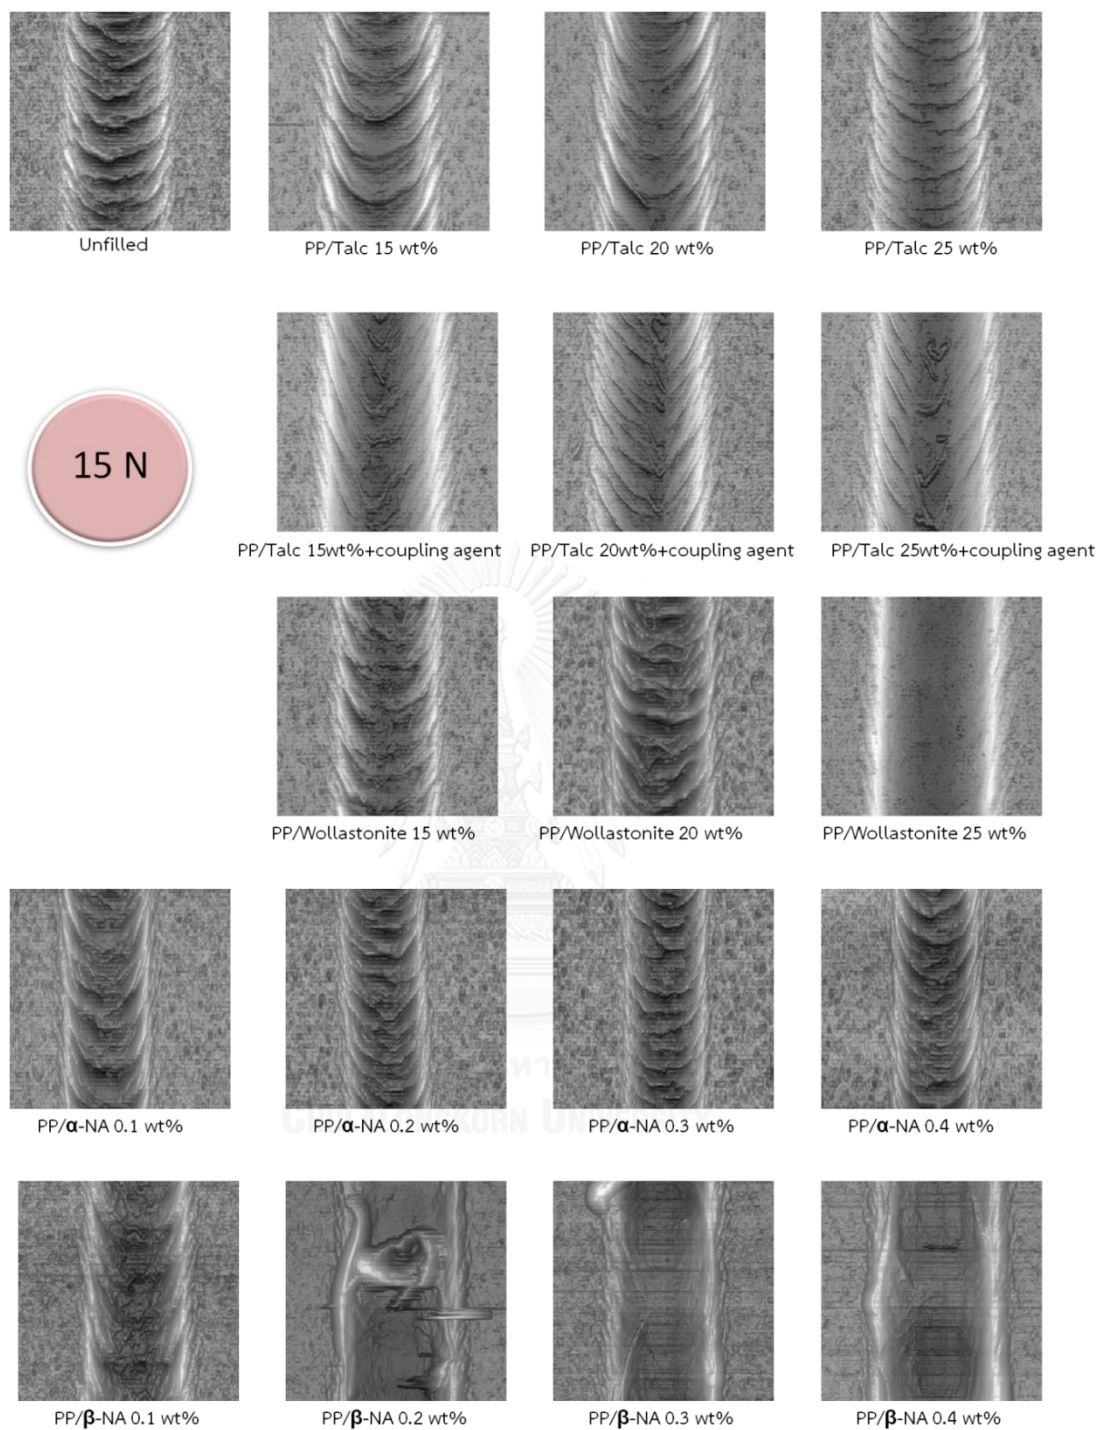 Unfilled
PP/Talc 15 wt%
PP/Talc 20 wt%
PP/Talc 25 wt%
15 N
PP/Talc 15wt%+coupling agent
PP/Talc 20wt%+coupling agent
PP/Talc 25wt%+coupling agent
PP/Wollastonite 15 wt%
PP/Wollastonite 20 wt%
PP/Wollastonite 25 wt%
PP/α-NA 0.1 wt%
PP/α-NA 0.2 wt%
PP/α-NA 0.3 wt%
PP/α-NA 0.4 wt%
CHULALONGKORN UNIVERSITY
PP/β-NA 0.1 wt%
PP/β-NA 0.2 wt%
PP/β-NA 0.3 wt%
PP/β-NA 0.4 wt%